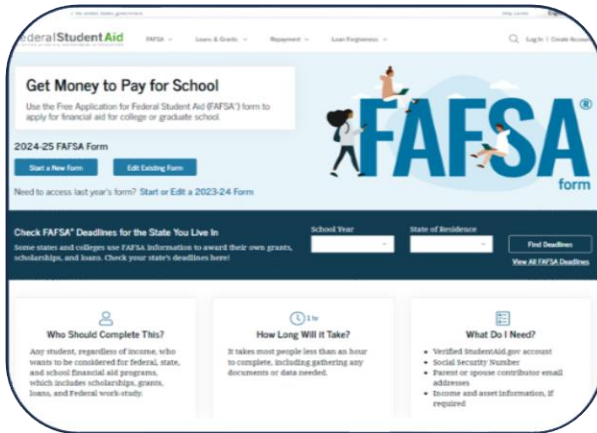 ederal Student Aid
FAFSA
Loans & Grants
Repayment
Loan Forgiveness
Log In | Create Accou
Get Money to Pay for School
Use the Free Application for Federal Student Aid (FAFSA®) form to
apply for financial aid for college or graduate school.
2024-25 FAFSA Form
Start a New Form
Edit Existing Form
Need to access last year's form? Start or Edit a 2023-24 Form
FAFSA®
form
Check FAFSA® Deadlines for the State You Live In
Some states and colleges use FAFSA information to award their own grants,
scholarships, and loans. Check your state's deadlines here!
School Year
State of Residence
Find Deadlines
View All FAFSA Deadlines
Who Should Complete This?
Any student, regardless of income, who
wants to be considered for federal, state,
and school financial aid programs,
which includes scholarships, grants,
loans, and Federal work-study.
1 hr
How Long Will it Take?
It takes most people less than an hour
to complete, including gathering any
documents or data needed.
What Do I Need?
• Verified StudentAid.gov account
• Social Security Number
• Parent or spouse contributor email
addresses
• Income and asset information, if
required